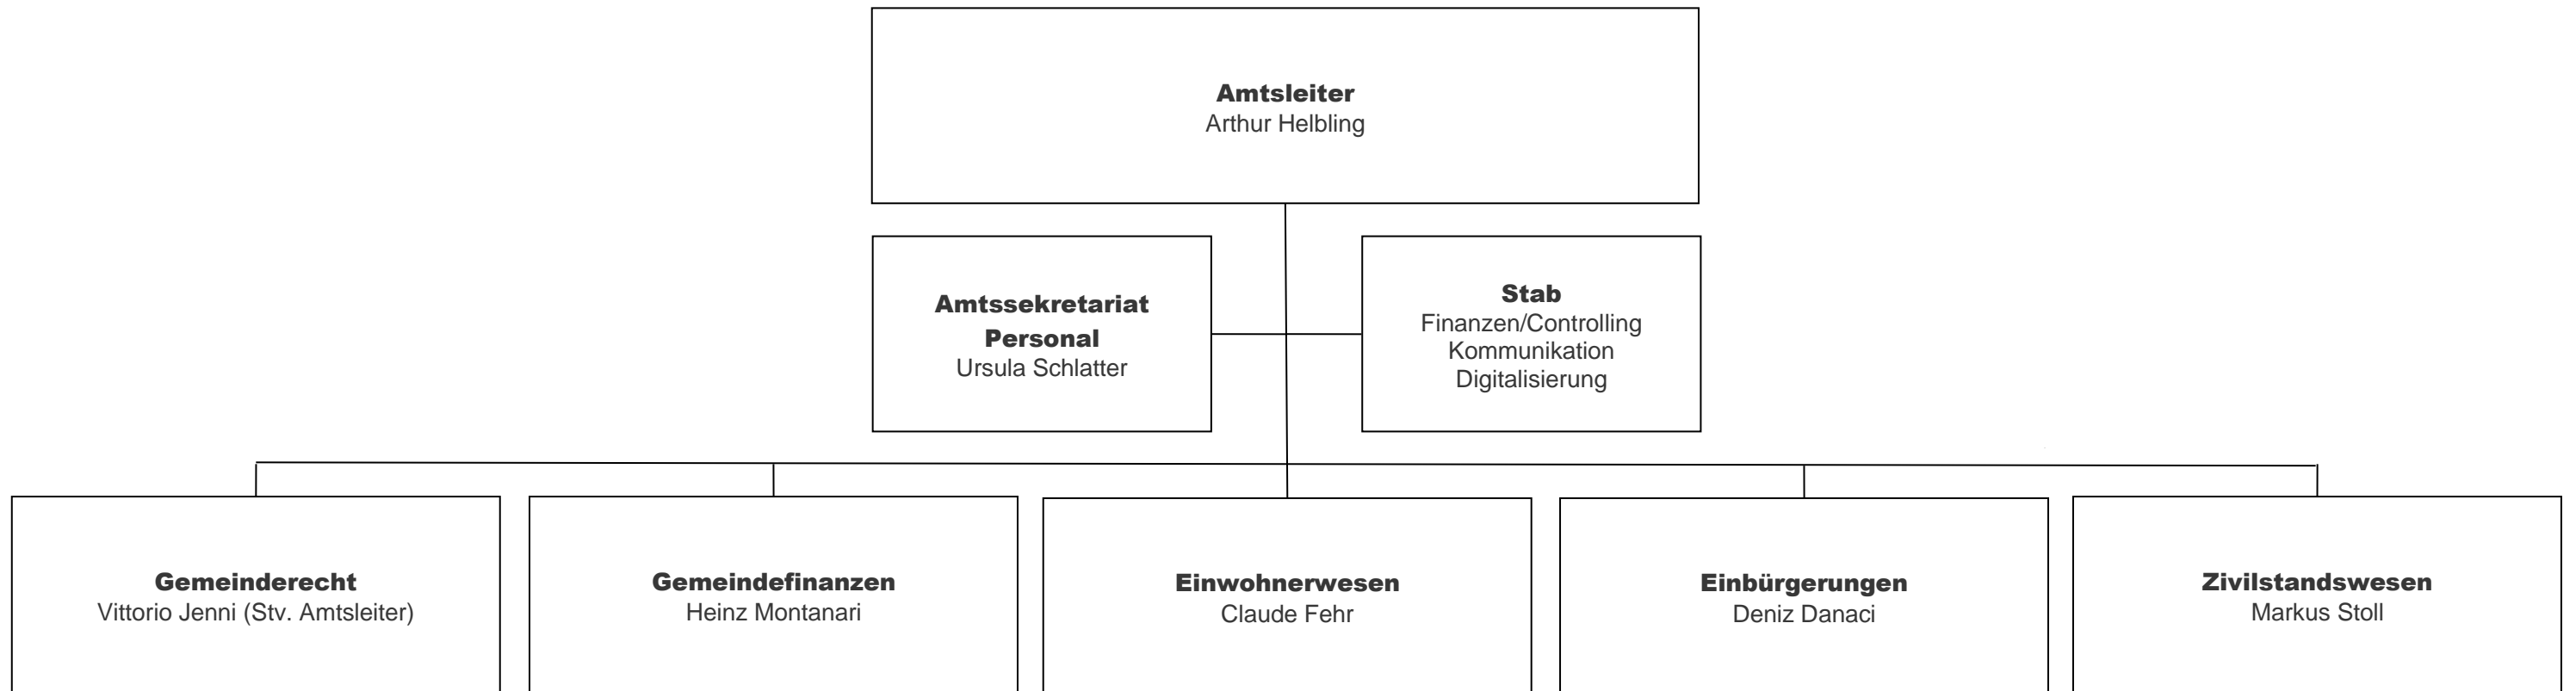 Amtsleiter
Arthur Helbling
Amtssekretariat
Personal
Ursula Schlatter
Stab
Finanzen/Controlling
Kommunikation
Digitalisierung
Gemeinderecht
Vittorio Jenni (Stv. Amtsleiter)
Gemeindefinanzen
Heinz Montanari
Einwohnerwesen
Claude Fehr
Einbürgerungen
Deniz Danaci
Zivilstandswesen
Markus Stoll